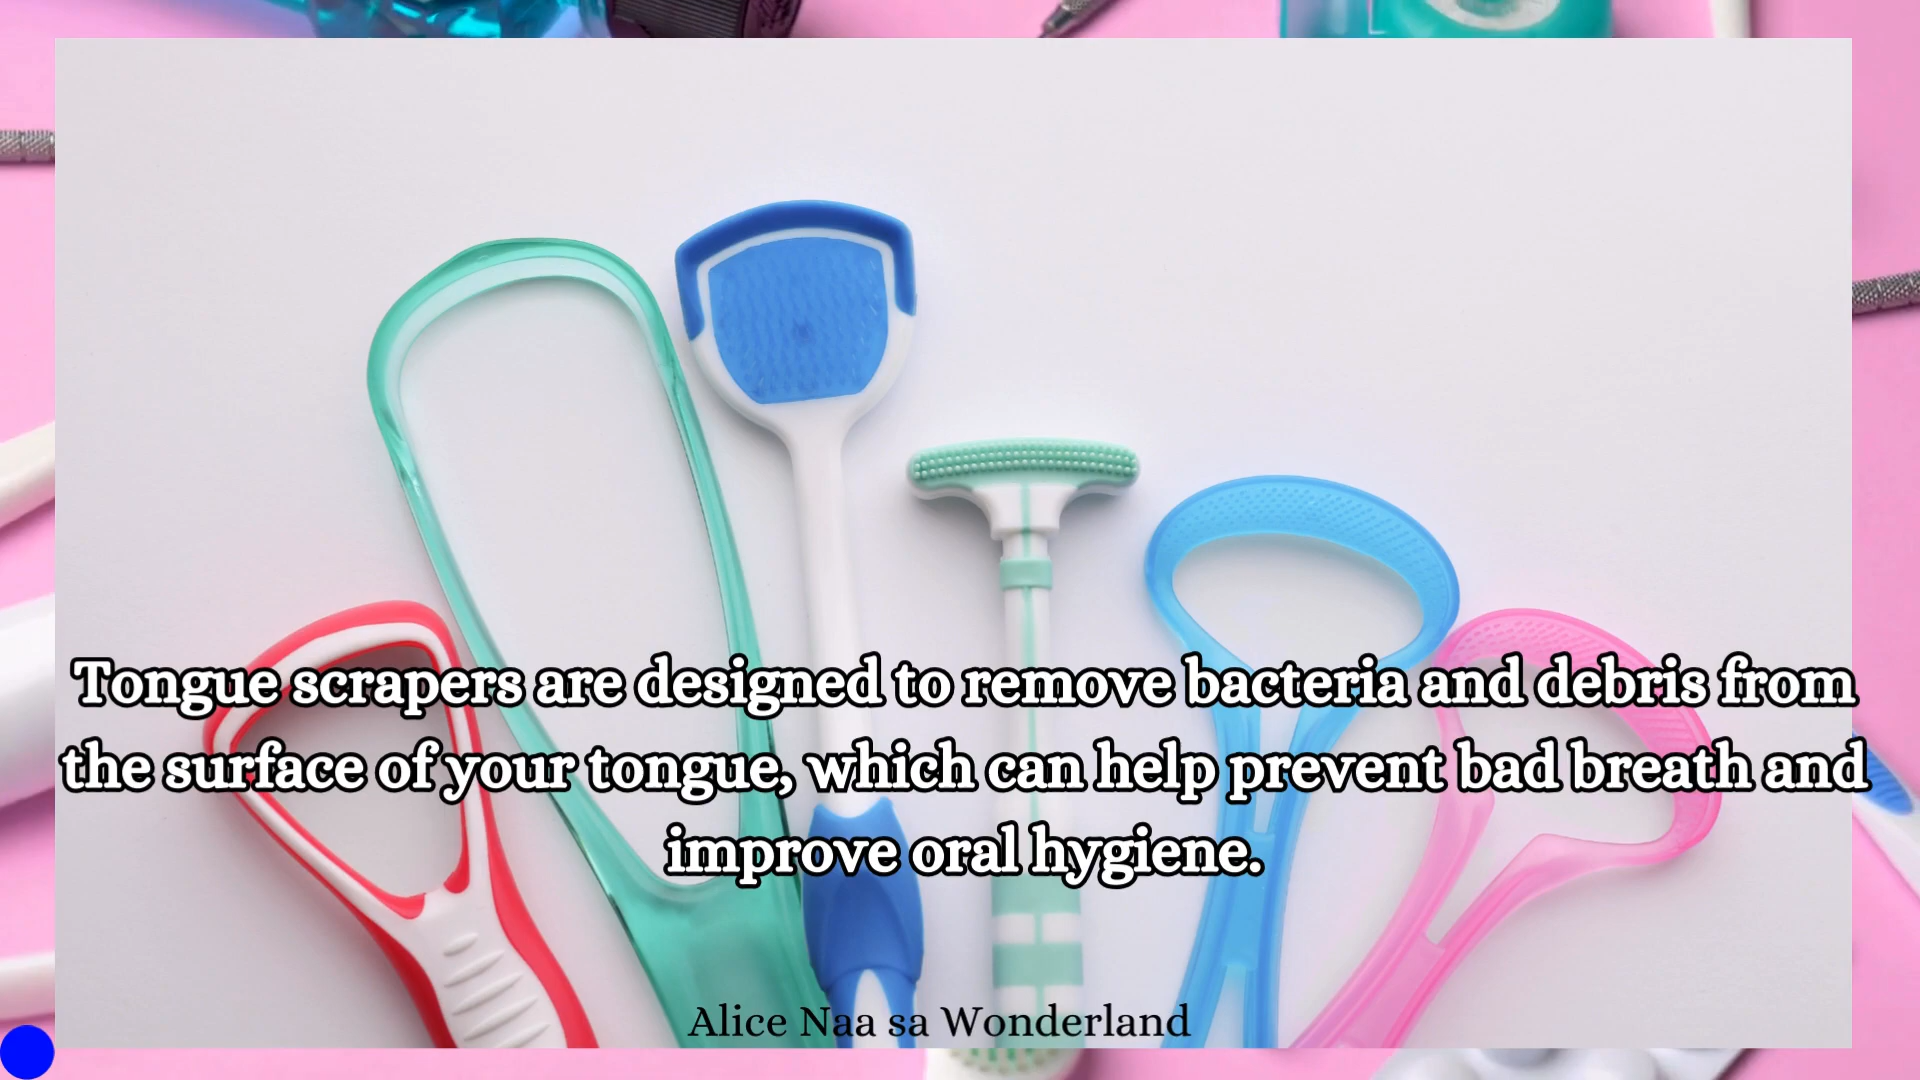 Tongue scrapers are designed to remove bacteria and debris from
the surface of your tongue, which can help prevent bad breath and
improve oral hygiene.
Alice Naa sa Wonderland